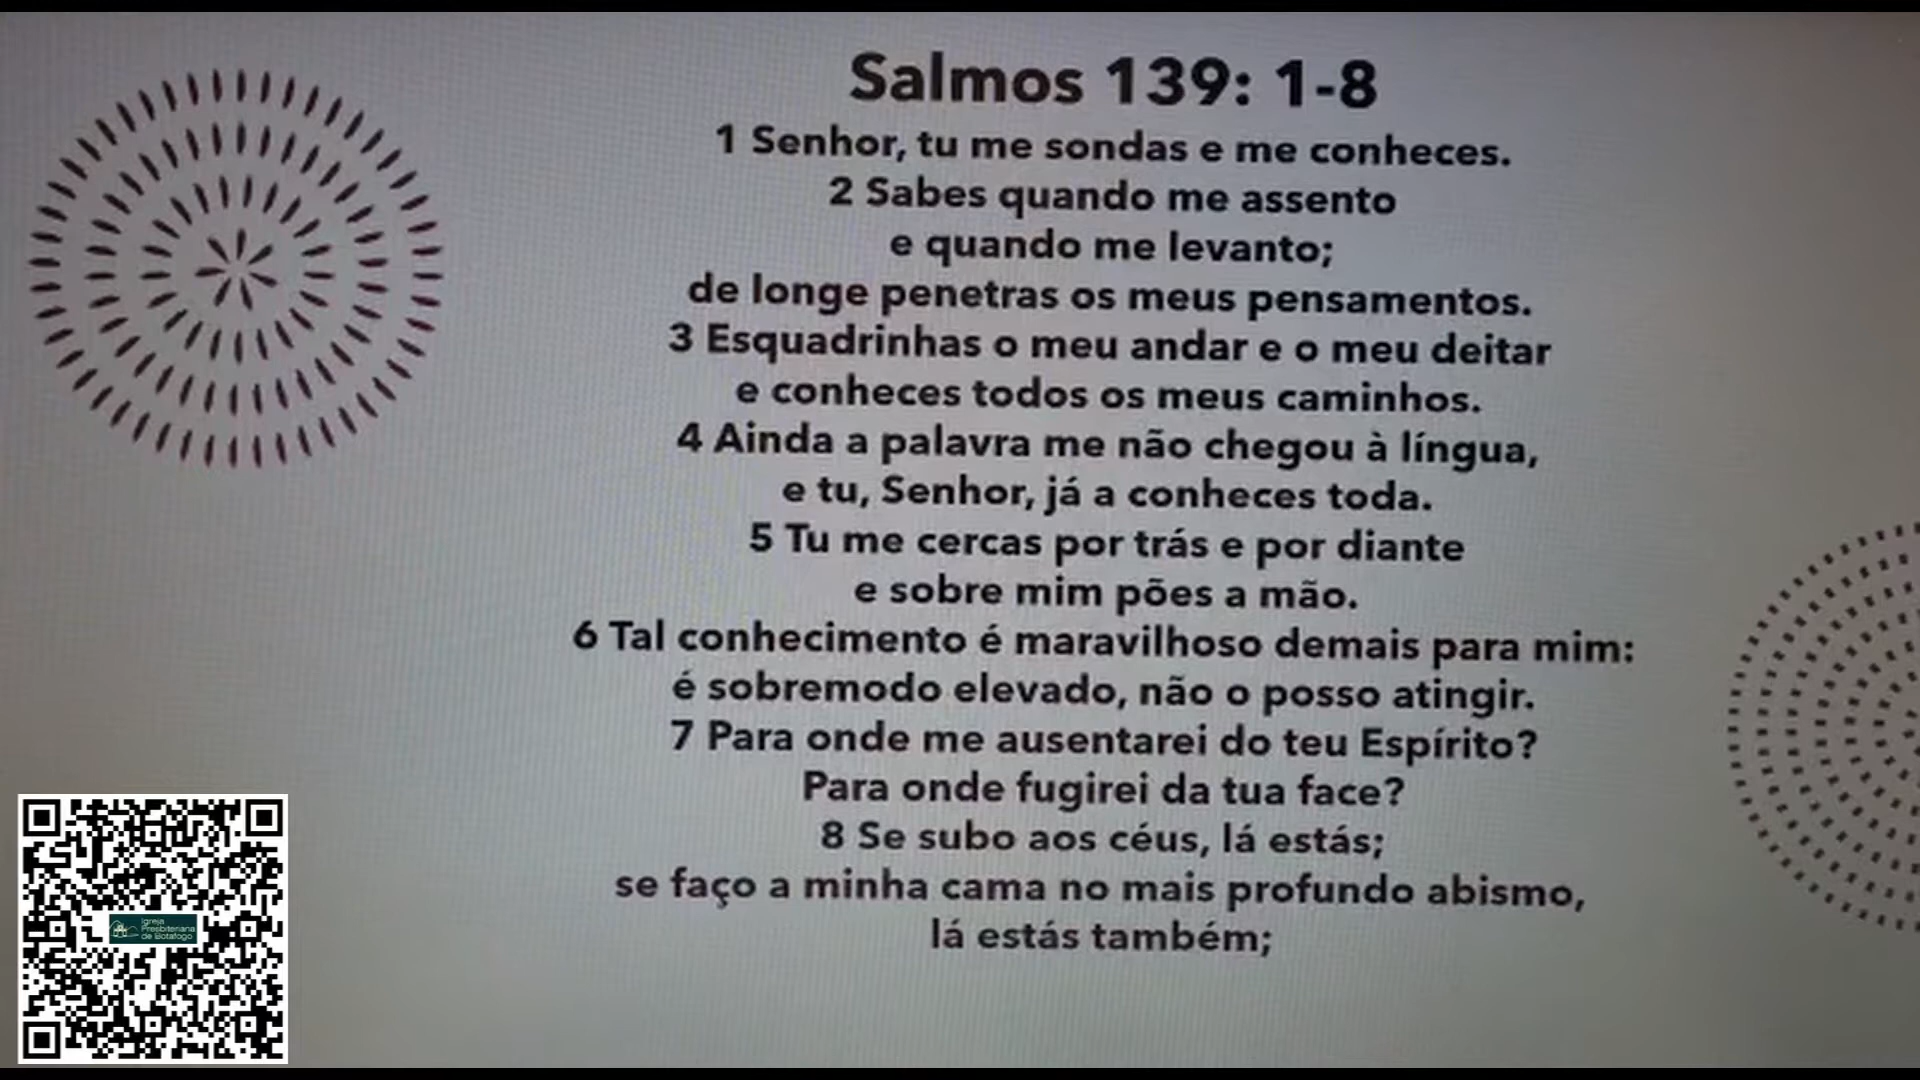 Salmos 139: 1-8
1 Senhor, tu me sondas e me conheces.
2 Sabes quando me assento
e quando me levanto;
de longe penetras os meus pensamentos.
3 Esquadrinhas o meu andar e o meu deitar
e conheces todos os meus caminhos.
4 Ainda a palavra me não chegou à língua,
e tu, Senhor, já a conheces toda.
5 Tu me cercas por trás e por diante
e sobre mim pões a mão.
6 Tal conhecimento é maravilhoso demais para mim:
é sobremodo elevado, não o posso atingir.
7 Para onde me ausentarei do teu Espírito?
Para onde fugirei da tua face?
8 Se subo aos céus, lá estás;
se faço a minha cama no mais profundo abismo,
lá estás também;
Igreja
Presbiteriana
de Botafogo